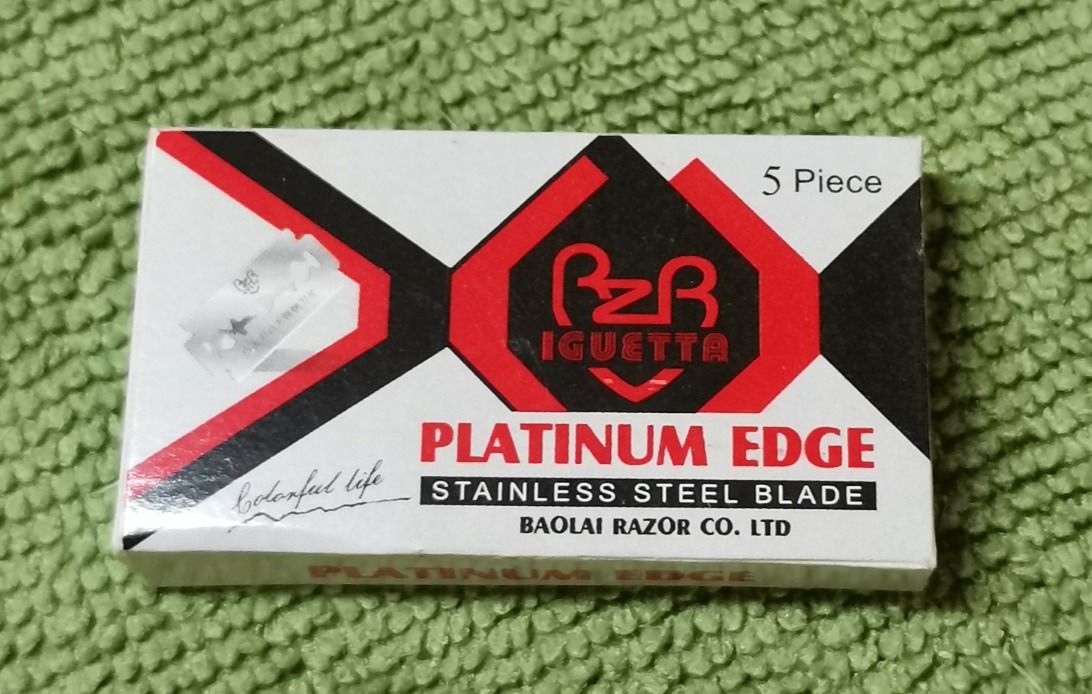 5 Piece
RZR
IGUETTA
PLATINUM EDGE
STAINLESS STEEL BLADE
BAOLAI RAZOR CO. LTD
Colorful life
PLATINUM EDGE